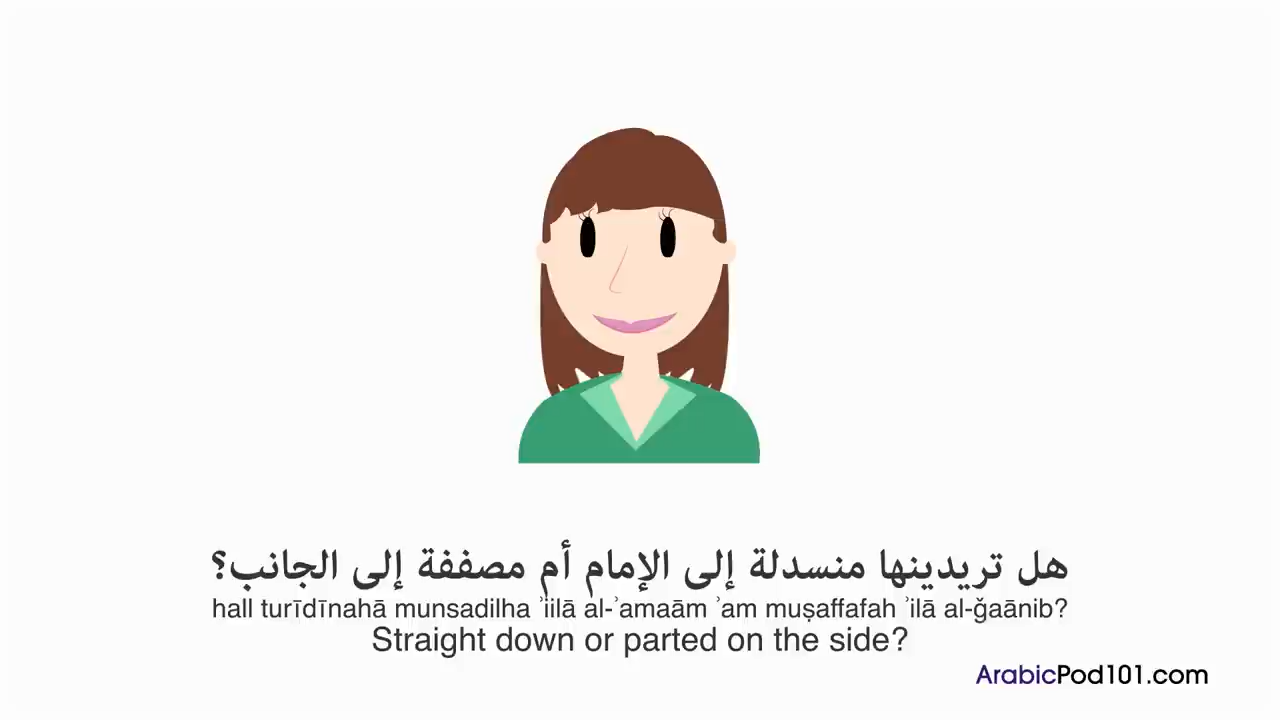 هل تريدينها منسدلة إلى الإمام أم مصففة إلى الجانب؟
hall turīdīnahā munsadilha ʾiilā al-ʾamaām ʾam muṣaffafah ʾilā al-ǧaānib?
Straight down or parted on the side?
ArabicPod101.com